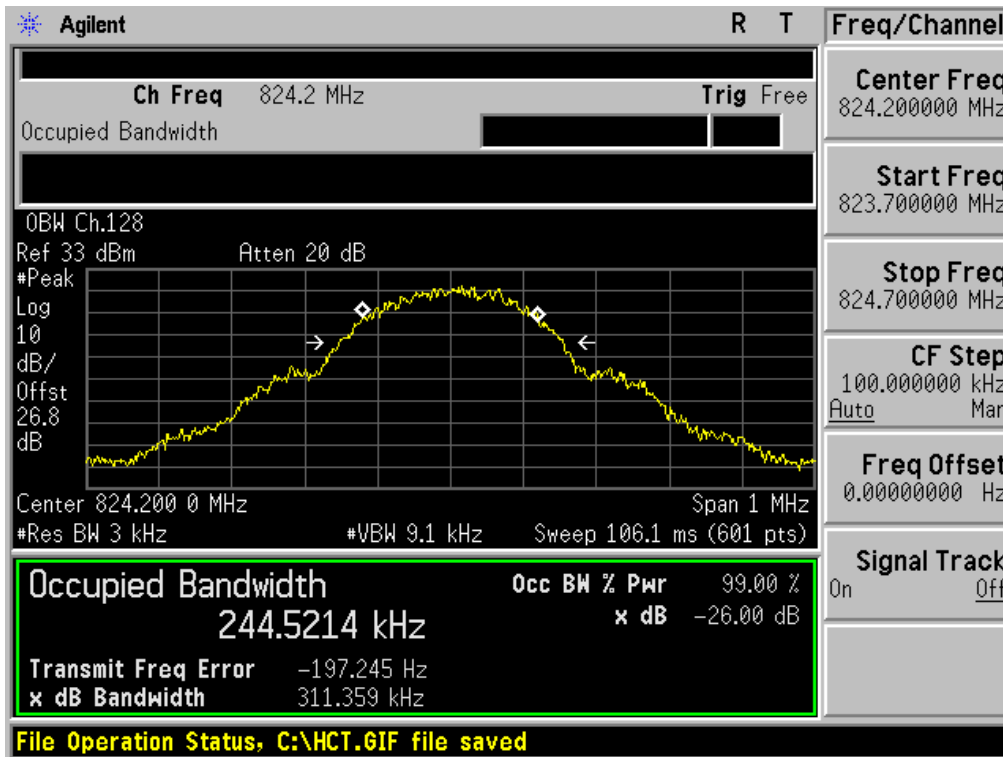 Agilent R T Freq/Channel
Ch Freq 824.2 MHz Trig Free
Occupied Bandwidth
Center Freq
824.200000 MHz
Start Freq
823.700000 MHz
Stop Freq
824.700000 MHz
CF Step
100.000000 kHz
Auto Man
Freq Offset
0.00000000 Hz
Signal Track
On Off
OBW Ch.128
Ref 33 dBm Atten 20 dB
#Peak
Log
10
dB/
Offst
26.8
dB
Center 824.200 0 MHz Span 1 MHz
#Res BW 3 kHz #VBW 9.1 kHz Sweep 106.1 ms (601 pts)
Occupied Bandwidth
244.5214 kHz
Occ BW % Pwr 99.00 %
x dB -26.00 dB
Transmit Freq Error -197.245 Hz
x dB Bandwidth 311.359 kHz
File Operation Status, C:\HCT.GIF file saved